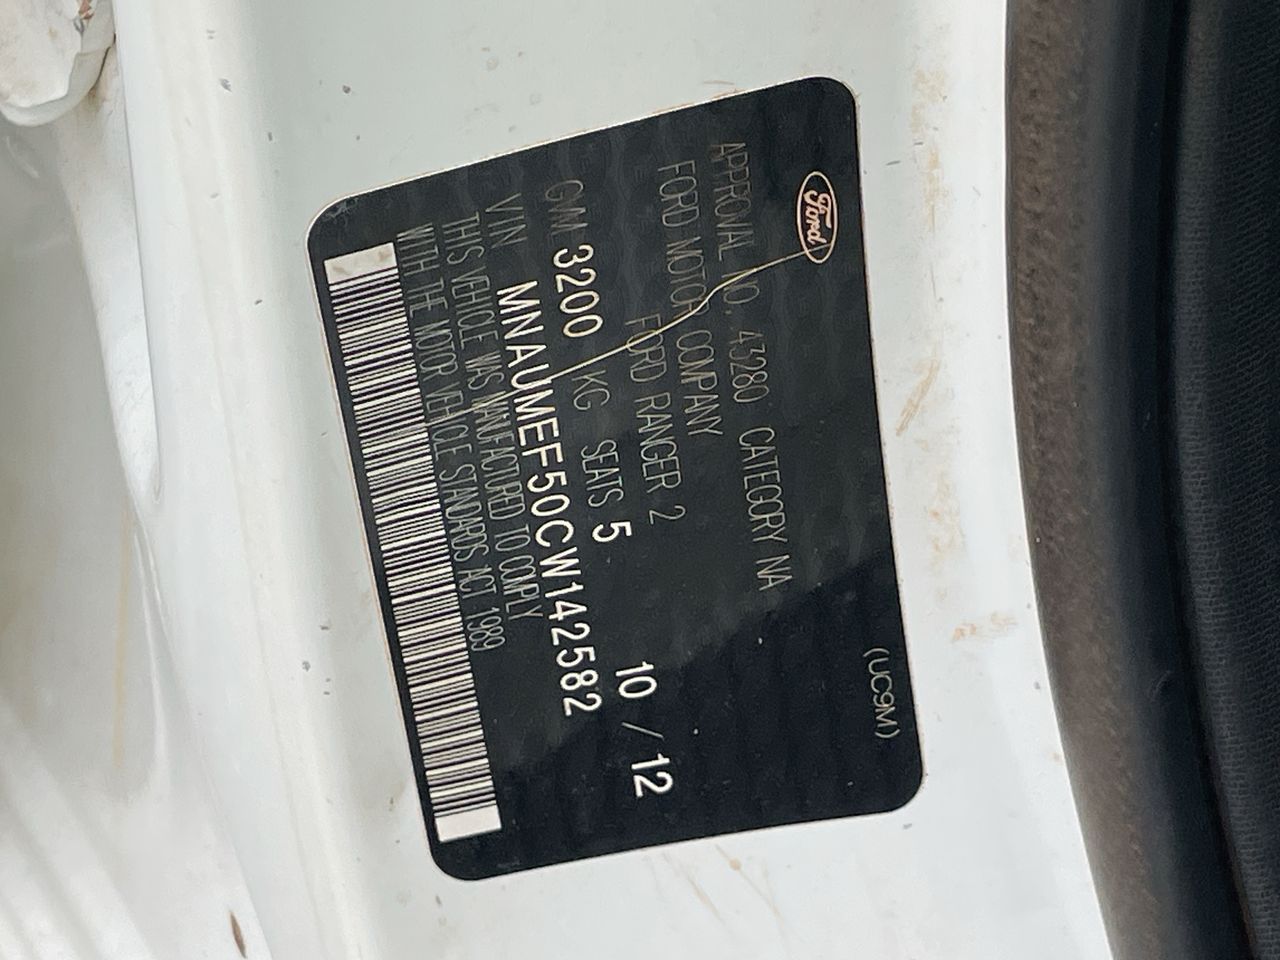 Ford
(UC9M)
APPROVAL NO. 43280 CATEGORY NA
FORD MOTOR COMPANY
FORD RANGER 2
10 / 12
GVM 3200 KG SEATS 5
VIN MNAUMEF50CW142582
THIS VEHICLE WAS MANUFACTURED TO COMPLY
WITH THE MOTOR VEHICLE STANDARDS ACT 1989